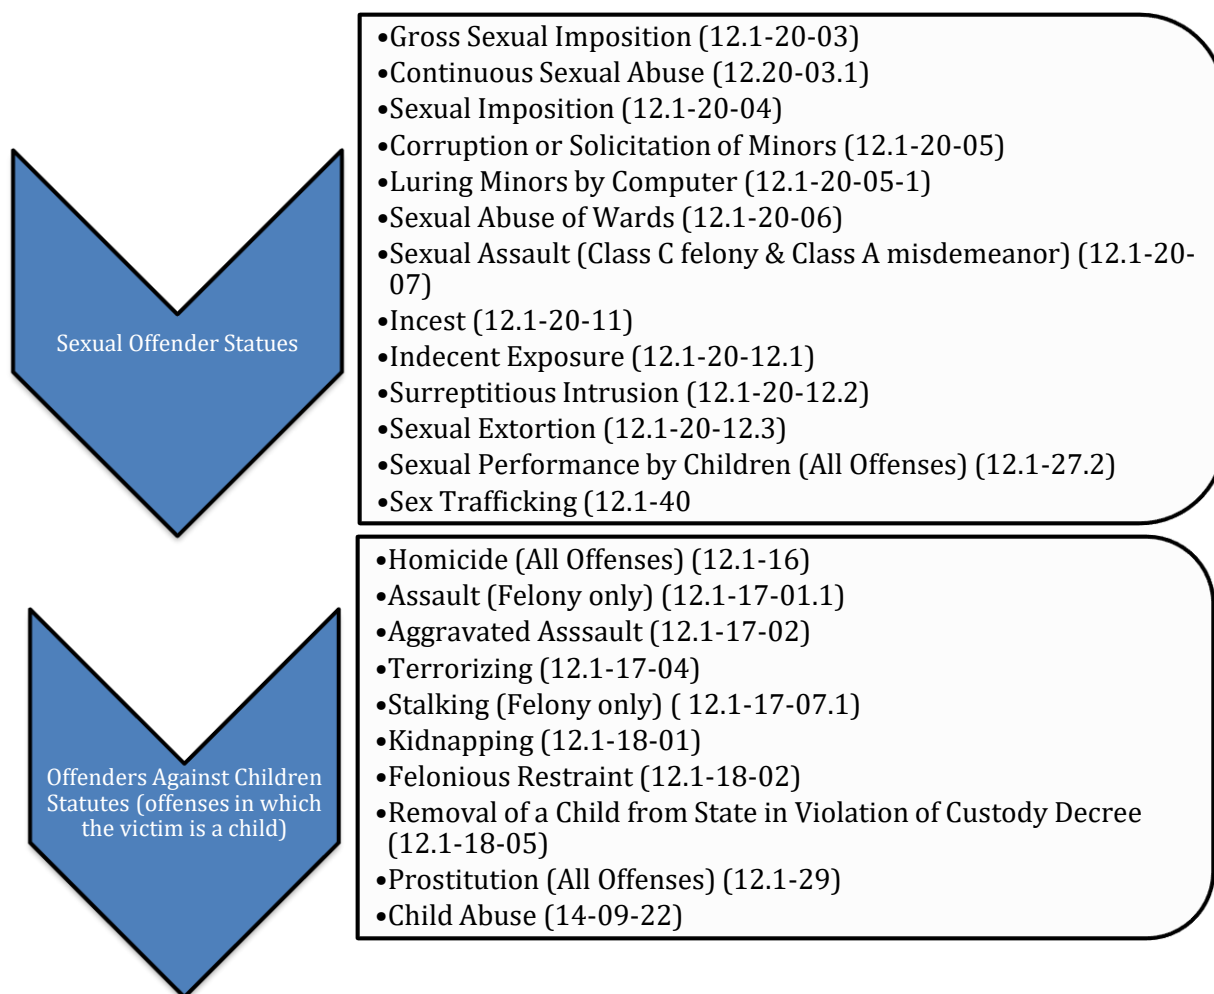 Sexual Offender Statues
•Gross Sexual Imposition (12.1-20-03)
•Continuous Sexual Abuse (12.20-03.1)
•Sexual Imposition (12.1-20-04)
•Corruption or Solicitation of Minors (12.1-20-05)
•Luring Minors by Computer (12.1-20-05-1)
•Sexual Abuse of Wards (12.1-20-06)
•Sexual Assault (Class C felony & Class A misdemeanor) (12.1-20-
07)
•Incest (12.1-20-11)
•Indecent Exposure (12.1-20-12.1)
•Surreptitious Intrusion (12.1-20-12.2)
•Sexual Extortion (12.1-20-12.3)
•Sexual Performance by Children (All Offenses) (12.1-27.2)
•Sex Trafficking (12.1-40
Offenders Against Children
Statutes (offenses in which
the victim is a child)
•Homicide (All Offenses) (12.1-16)
•Assault (Felony only) (12.1-17-01.1)
•Aggravated Asssault (12.1-17-02)
•Terrorizing (12.1-17-04)
•Stalking (Felony only) ( 12.1-17-07.1)
•Kidnapping (12.1-18-01)
•Felonious Restraint (12.1-18-02)
•Removal of a Child from State in Violation of Custody Decree
(12.1-18-05)
•Prostitution (All Offenses) (12.1-29)
•Child Abuse (14-09-22)